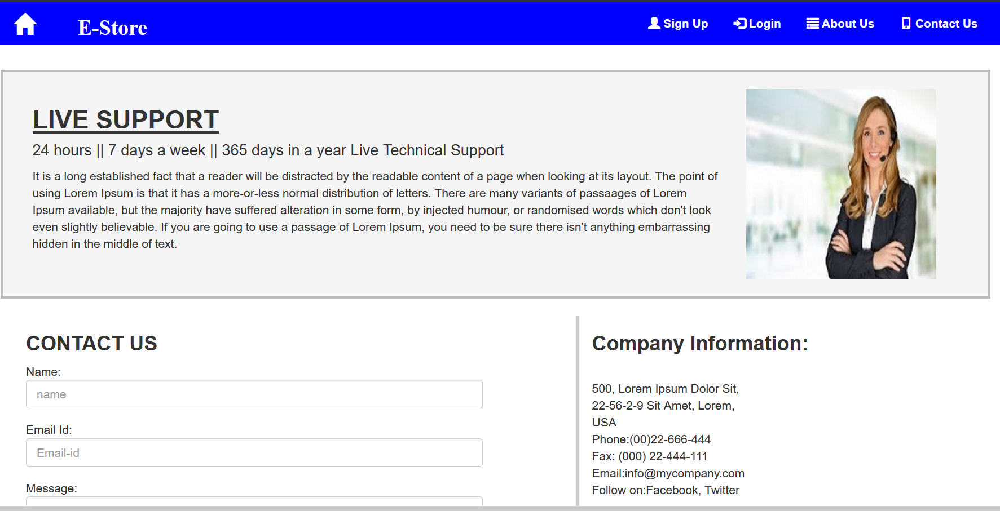 E-Store
Sign Up
Login
About Us
Contact Us
LIVE SUPPORT
24 hours || 7 days a week || 365 days in a year Live Technical Support
It is a long established fact that a reader will be distracted by the readable content of a page when looking at its layout. The point of
using Lorem Ipsum is that it has a more-or-less normal distribution of letters. There are many variants of passaages of Lorem
Ipsum available, but the majority have suffered alteration in some form, by injected humour, or randomised words which don't look
even slightly believable. If you are going to use a passage of Lorem Ipsum, you need to be sure there isn't anything embarrassing
hidden in the middle of text.
CONTACT US
Name:
name
Email Id:
Email-id
Message:
Company Information:
500, Lorem Ipsum Dolor Sit,
22-56-2-9 Sit Amet, Lorem,
USA
Phone:(00)22-666-444
Fax: (000) 22-444-111
Email:info@mycompany.com
Follow on:Facebook, Twitter